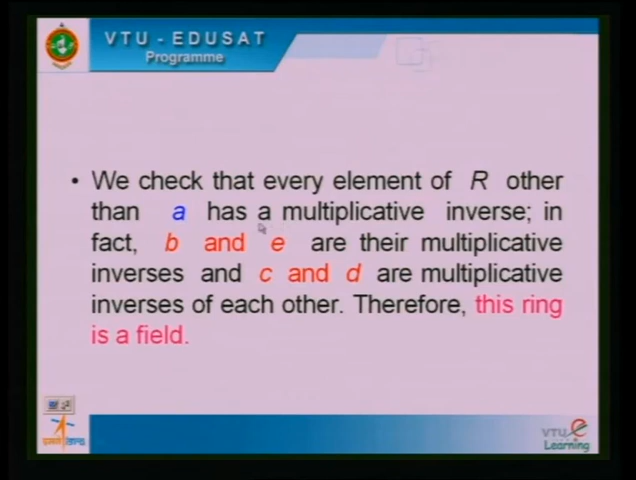 VTU - EDUSAT
Programme
• We check that every element of R other
than a has a multiplicative inverse; in
fact, b and e are their multiplicative
inverses and c and d are multiplicative
inverses of each other. Therefore, this ring
is a field.
VTU e
Learning